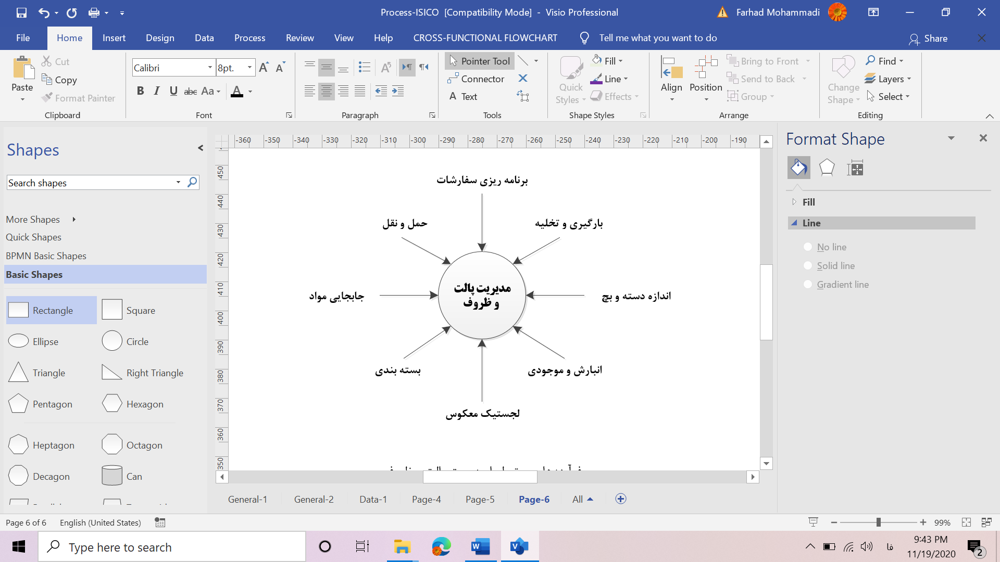 Process-ISICO [Compatibility Mode] - Visio Professional
Farhad Mohammadi
File Home Insert Design Data Process Review View Help CROSS-FUNCTIONAL FLOWCHART Tell me what you want to do Share
Cut
Copy
Format Painter
Paste
Clipboard
Calibri 8pt.
Font
Paragraph
Pointer Tool
Connector
Text
Tools
Quick Styles
Fill
Line
Effects
Shape Styles
Align
Position
Bring to Front
Send to Back
Group
Arrange
Change Shape
Find
Layers
Select
Editing
Shapes
Search shapes
More Shapes
Quick Shapes
BPMN Basic Shapes
Basic Shapes
Rectangle Square
Ellipse Circle
Triangle Right Triangle
Pentagon Hexagon
Heptagon Octagon
Decagon Can
-360 -350 -340 -330 -320 -310 -300 -290 -280 -270 -260 -250 -240 -230 -220 -210 -200 -190
450
440
430
420
410
400
390
380
370
360
350
برنامه ریزی سفارشات
بارگیری و تخلیه
حمل و نقل
اندازه دسته و بچ
مدیریت پالت
و ظروف
جابجایی مواد
انبارش و موجودی
بسته بندی
لجستیک معکوس
Format Shape
Fill
Line
No line
Solid line
Gradient line
General-1 General-2 Data-1 Page-4 Page-5 Page-6 All
Page 6 of 6 English (United States)
99%
Type here to search
فا
9:43 PM
11/19/2020
2